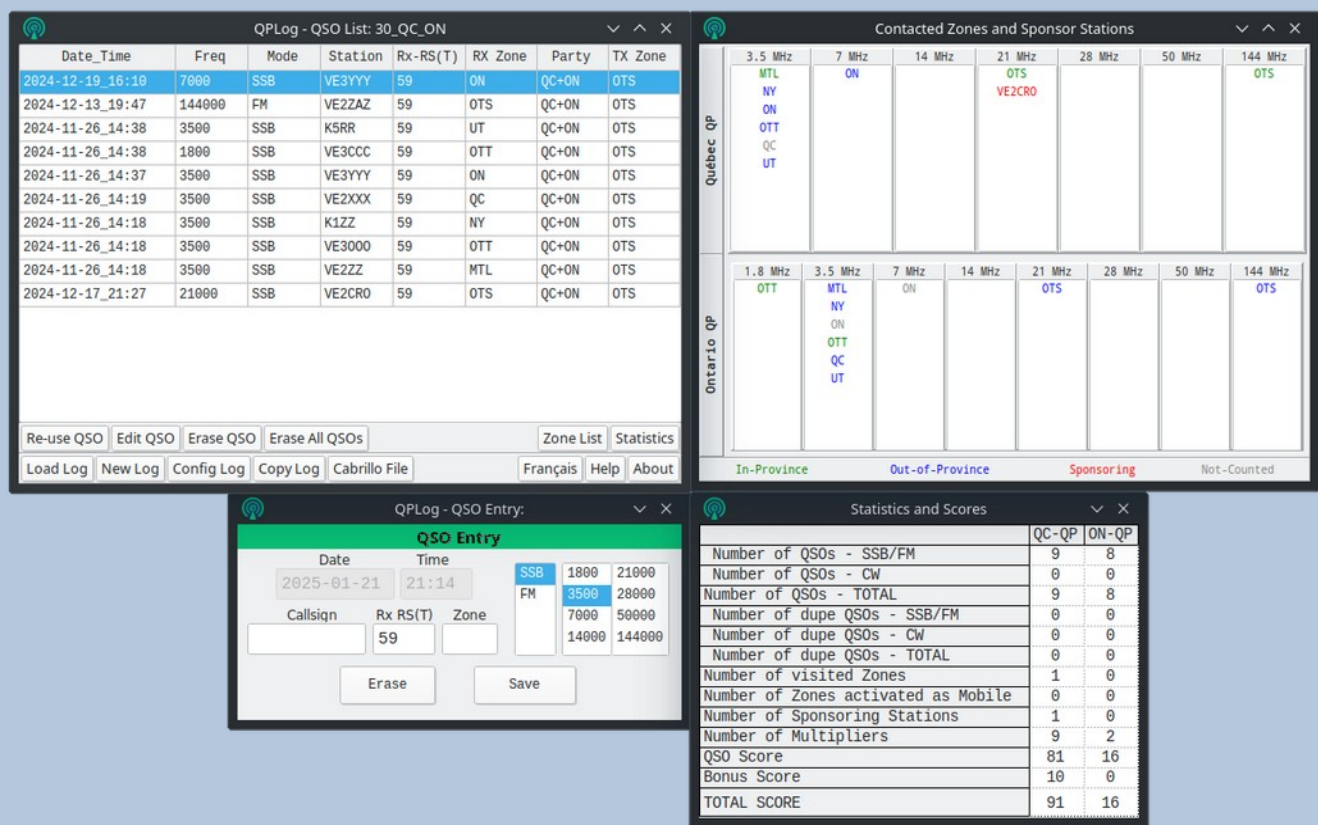 QPLog - QSO List: 30_QC_ON
Date_Time Freq Mode Station Rx-RS(T) RX Zone Party TX Zone
2024-12-19_16:10 7000 SSB VE3YYY 59 ON QC+ON OTS
2024-12-13_19:47 144000 FM VE2ZAZ 59 OTS QC+ON OTS
2024-11-26_14:38 3500 SSB K5RR 59 UT QC+ON OTS
2024-11-26_14:38 1800 SSB VE3CCC 59 OTT QC+ON OTS
2024-11-26_14:37 3500 SSB VE3YYY 59 ON QC+ON OTS
2024-11-26_14:19 3500 SSB VE2XXX 59 QC QC+ON OTS
2024-11-26_14:18 3500 SSB K1ZZ 59 NY QC+ON OTS
2024-11-26_14:18 3500 SSB VE3OOO 59 OTT QC+ON OTS
2024-11-26_14:18 3500 SSB VE2ZZ 59 MTL QC+ON OTS
2024-12-17_21:27 21000 SSB VE2CRO 59 OTS QC+ON OTS
Re-use QSO Edit QSO Erase QSO Erase All QSOs Zone List Statistics
Load Log New Log Config Log Copy Log Cabrillo File Français Help About
Contacted Zones and Sponsor Stations
Québec QP
3.5 MHz 7 MHz 14 MHz 21 MHz 28 MHz 50 MHz 144 MHz
MTL ON OTS OTS
NY VE2CRO
ON
OTT
QC
UT
Ontario QP
1.8 MHz 3.5 MHz 7 MHz 14 MHz 21 MHz 28 MHz 50 MHz 144 MHz
OTT MTL ON OTS OTS
NY
ON
OTT
QC
UT
In-Province Out-of-Province Sponsoring Not-Counted
QPLog - QSO Entry:
QSO Entry
Date Time
2025-01-21 21:14
Callsign Rx RS(T) Zone
59
SSB 1800 21000
FM 3500 28000
7000 50000
14000 144000
Erase Save
Statistics and Scores
QC-QP ON-QP
Number of QSOs - SSB/FM 9 8
Number of QSOs - CW 0 0
Number of QSOs - TOTAL 9 8
Number of dupe QSOs - SSB/FM 0 0
Number of dupe QSOs - CW 0 0
Number of dupe QSOs - TOTAL 0 0
Number of visited Zones 1 0
Number of Zones activated as Mobile 0 0
Number of Sponsoring Stations 1 0
Number of Multipliers 9 2
QSO Score 81 16
Bonus Score 10 0
TOTAL SCORE 91 16